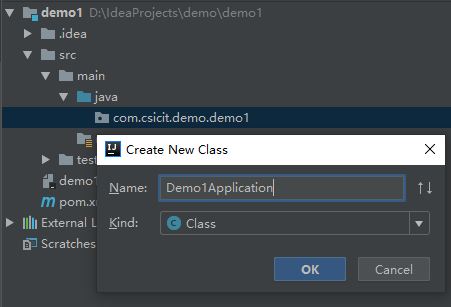 demo1 D:\IdeaProjects\demo\demo1
.idea
src
main
java
com.csicit.demo.demo1
Create New Class
Name: Demo1Application
Kind: Class
OK Cancel
test
demo1
pom.x
External L
Scratches